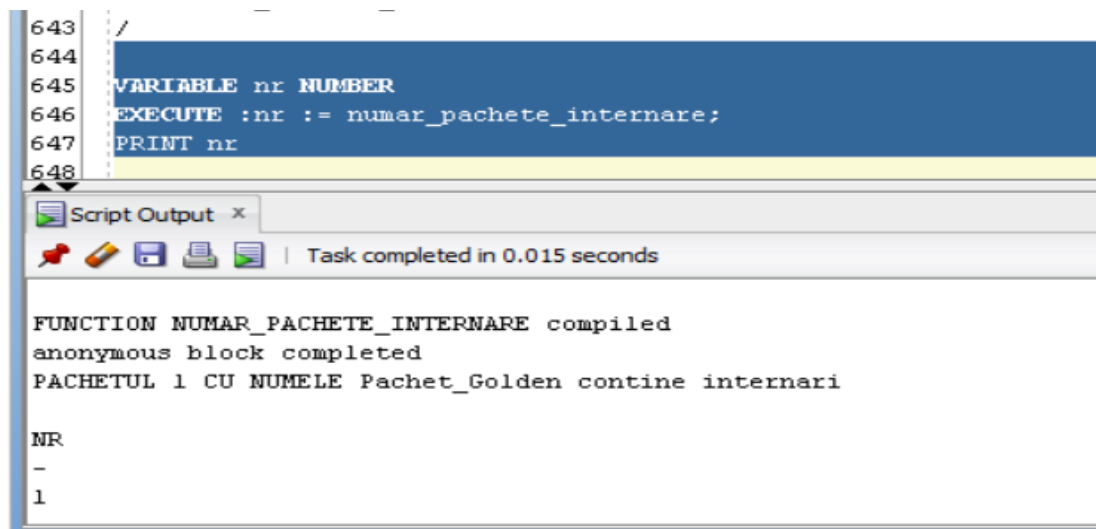 643 /
644
645 VARIABLE nr NUMBER
646 EXECUTE :nr := numar_pachete_internare;
647 PRINT nr
648
Script Output x
Task completed in 0.015 seconds
FUNCTION NUMAR_PACHETE_INTERNARE compiled
anonymous block completed
PACHETUL 1 CU NUMELE Pachet_Golden contine internari
NR
-
1